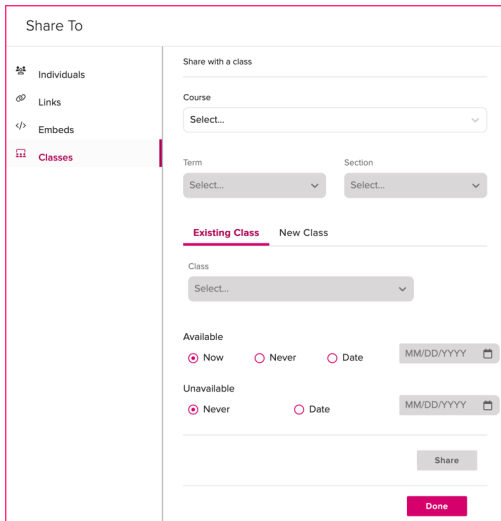 Share To
Individuals
Links
Embeds
Classes
Share with a class
Course
Select...
Term Section
Select... Select...
Existing Class New Class
Class
Select...
Available
Now Never Date MM/DD/YYYY
Unavailable
Never Date MM/DD/YYYY
Share
Done